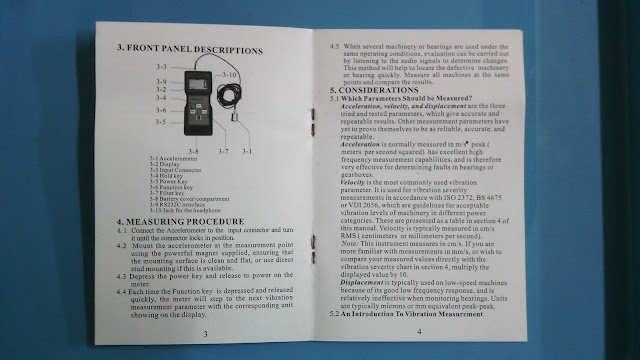 3. FRONT PANEL DESCRIPTIONS
3-3
3-10
3-9
3-2
3-4
3-6
3-5
3-8
3-7
3-1
3-1 Accelerometer
3-2 Display
3-3 Input Connector
3-4 Hold key
3-5 Power Key
3-6 Function key
3-7 Filter key
3-8 Battery cover compartment
3-9 RS232C interface
3-10 Jack for the headphone
4. MEASURING PROCEDURE
4.1 Connect the Accelerometer to the input connector and turn
it until the connector locks in position.
4.2 Mount the accelerometer at the measurement point
using the powerful magnet supplied, ensuring that
the mounting surface is clean and flat, or use direct
stud mounting if this is available.
4.3 Depress the power key and release to power on the
meter.
4.4 Each time the Function key is depressed and released
quickly, the meter will step to the next vibration
measurement parameter with the corresponding unit
showing on the display.
3
4.5 When several machinery or bearings are used under the
same operating conditions, evaluation can be carried out
by listening to the audio signals to determine changes.
This method will help to locate the defective machinery
or bearing quickly. Measure all machines at the same
points and compare the results.
5. CONSIDERATIONS
5.1 Which Parameters Should be Measured?
Acceleration, velocity, and displacement are the three
tried and tested parameters, which give accurate and
repeatable results. Other measurement parameters have
yet to prove themselves to be as reliable, accurate, and
repeatable.
Acceleration is normally measured in m/s² peak (
meters per second squared) has excellent high
frequency measurement capabilities, and is therefore
very effective for determining faults in bearings or
gearboxes.
Velocity is the most commonly used vibration
parameter. It is used for vibration severity
measurements in accordance with ISO 2372, BS 4675
or VDI 2056, which are guidelines for acceptable
vibration levels of machinery in different power
categories. These are presented as a table in section 4 of
this manual. Velocity is typically measured in cm/s
RMS ( centimeters or millimeters per second).
Note: This instrument measures in cm/s. If you are
more familiar with measurements in mm/s, or wish to
compare your measured values directly with the
vibration severity chart in section 4, multiply the
displayed value by 10.
Displacement is typically used on low-speed machines
because of its good low frequency response, and is
relatively ineffective when monitoring bearings. Units
are typically microns or mm equivalent peak-peak.
5.2 An Introduction To Vibration Measurement
4